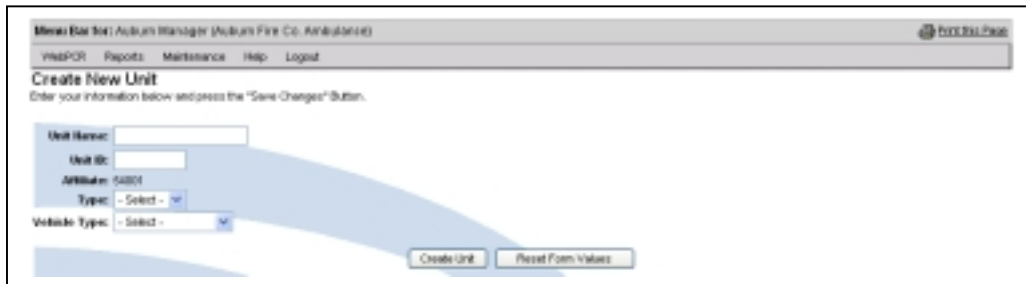 Menu Bar for: Auburn Manager (Auburn Fire Co. Ambulance) Print this Page
WebPCR Reports Maintenance Help Logout
Create New Unit
Enter your information below and press the "Save Changes" Button.
Unit Name:
Unit ID:
Affiliate: 54001
Type: - Select -
Vehicle Type: - Select -
Create Unit Reset Form Values